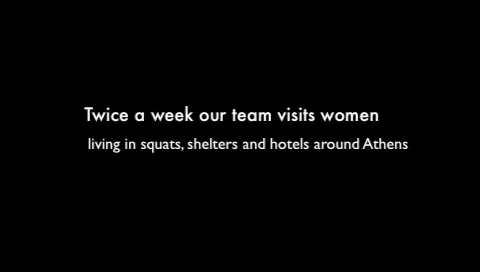 Twice a week our team visits women
living in squats, shelters and hotels around Athens